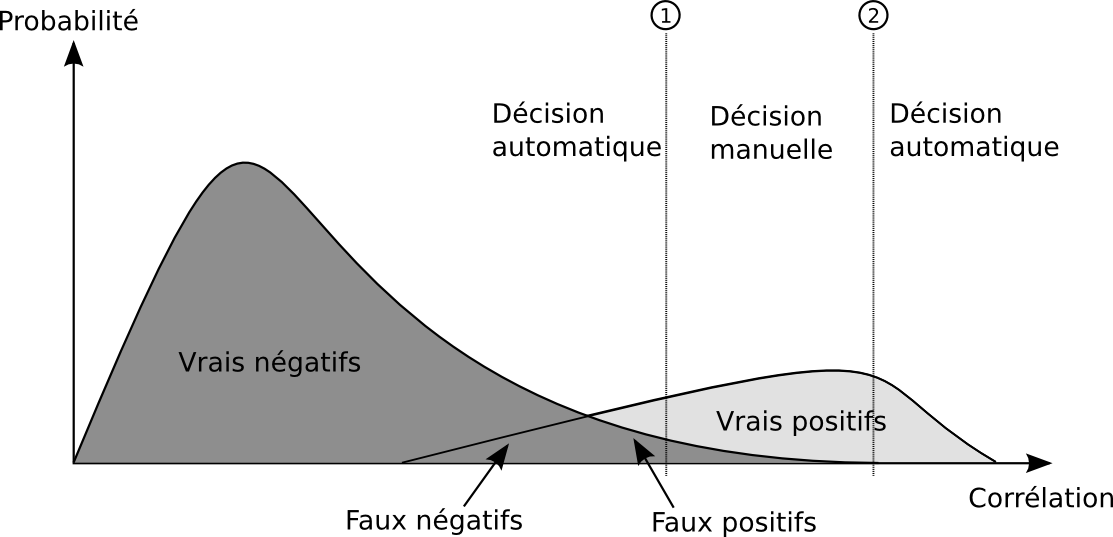 Probabilité
1
2
Décision
automatique
Décision
manuelle
Décision
automatique
Vrais négatifs
Vrais positifs
Faux négatifs
Faux positifs
Corrélation